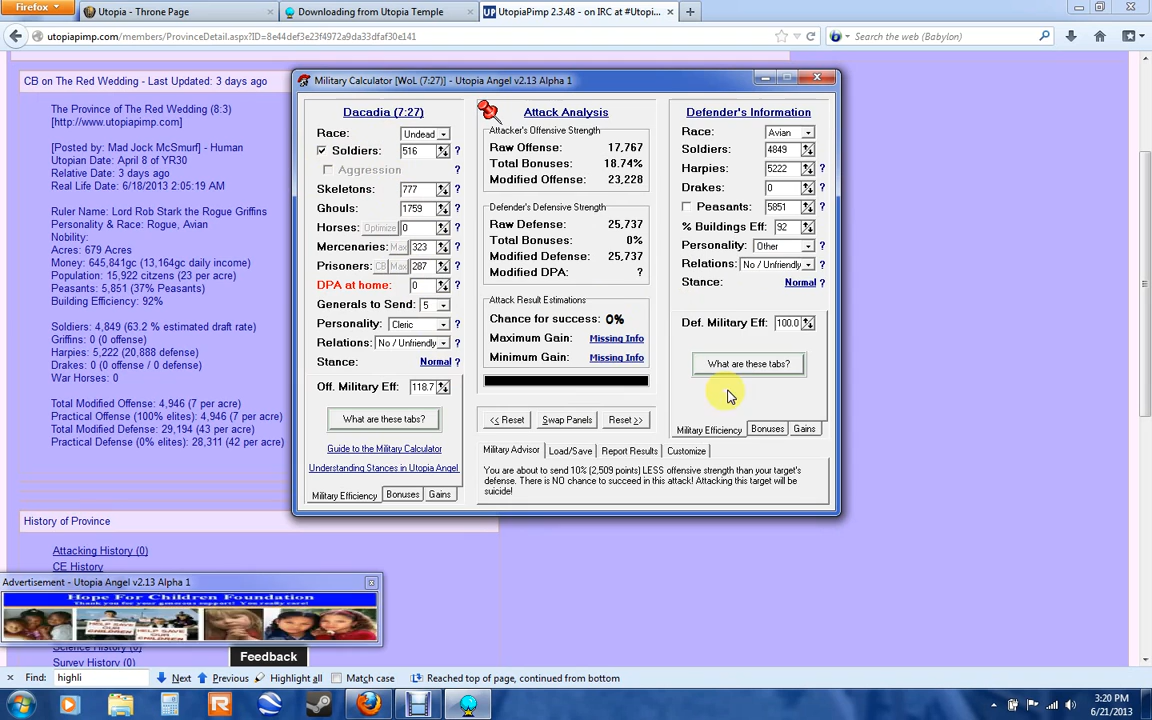 Firefox
Utopia - Throne Page
Downloading from Utopia Temple
UtopiaPimp 2.3.48 - on IRC at #Utopi...
utopiapimp.com/members/ProvinceDetail.aspx?ID=8e44def3e23f4972a9da33dfaf30e141
Search the web (Babylon)
CB on The Red Wedding - Last Updated: 3 days ago
The Province of The Red Wedding (8:3)
[http://www.utopiapimp.com]
[Posted by: Mad Jock McSmurf] - Human
Utopian Date: April 8 of YR30
Relative Date: 3 days ago
Real Life Date: 6/18/2013 2:05:19 AM
Ruler Name: Lord Rob Stark the Rogue Griffins
Personality & Race: Rogue, Avian
Nobility:
Acres: 679 Acres
Money: 645,841gc (13,164gc daily income)
Population: 15,922 citzens (23 per acre)
Peasants: 5,851 (37% Peasants)
Building Efficiency: 92%
Soldiers: 4,849 (63.2 % estimated draft rate)
Griffins: 0 (0 offense)
Harpies: 5,222 (20,888 defense)
Drakes: 0 (0 offense / 0 defense)
War Horses: 0
Total Modified Offense: 4,946 (7 per acre)
Practical Offense (100% elites): 4,946 (7 per acre)
Total Modified Defense: 29,194 (43 per acre)
Practical Defense (0% elites): 28,311 (42 per acre)
History of Province
Attacking History (0)
CE History
Science History (0)
Survey History (0)
Military Calculator [WoL (7:27)] - Utopia Angel v2.13 Alpha 1
Dacadia (7:27)
Race: Undead
Soldiers: 516 ?
Aggression ?
Skeletons: 777 ?
Ghouls: 1759 ?
Horses: Optimize 0 ?
Mercenaries: Max 323 ?
Prisoners: CB Max 287 ?
DPA at home: 0 ?
Generals to Send: 5
Personality: Cleric ?
Relations: No / Unfriendly ?
Stance: Normal ?
Off. Military Eff: 118.7
What are these tabs?
Guide to the Military Calculator
Understanding Stances in Utopia Angel
Military Efficiency Bonuses Gains
Attack Analysis
Attacker's Offensive Strength
Raw Offense: 17,767
Total Bonuses: 18.74%
Modified Offense: 23,228
Defender's Defensive Strength
Raw Defense: 25,737
Total Bonuses: 0%
Modified Defense: 25,737
Modified DPA: ?
Attack Result Estimations
Chance for success: 0%
Maximum Gain: Missing Info
Minimum Gain: Missing Info
<< Reset Swap Panels Reset >>
Defender's Information
Race: Avian
Soldiers: 4849
Harpies: 5222 ?
Drakes: 0 ?
Peasants: 5851 ?
% Buildings Eff: 92 ?
Personality: Other ?
Relations: No / Unfriendly ?
Stance: Normal ?
Def. Military Eff: 100.0
What are these tabs?
Military Efficiency Bonuses Gains
Military Advisor Load/Save Report Results Customize
You are about to send 10% (2,509 points) LESS offensive strength than your target's
defense. There is NO chance to succeed in this attack! Attacking this target will be
suicide!
Advertisement - Utopia Angel v2.13 Alpha 1
Hope For Children Foundation
Thank you for your generous support! You really care!
HELP SAVE OUR CHILDREN
Feedback
Find: highli Next Previous Highlight all Match case Reached top of page, continued from bottom
3:20 PM
6/21/2013